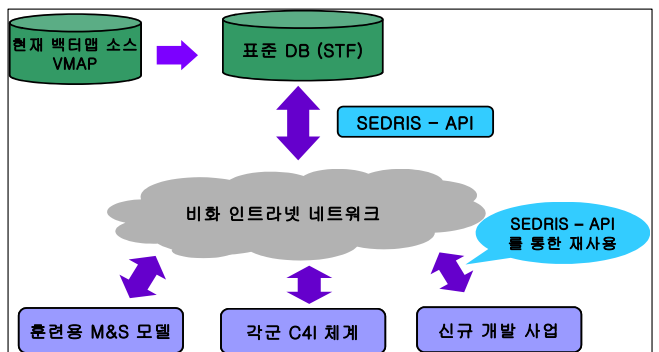 현재 백터맵 소스
VMAP
표준 DB (STF)
SEDRIS - API
비화 인트라넷 네트워크
SEDRIS - API
를 통한 재사용
훈련용 M&S 모델
각군 C4I 체계
신규 개발 사업